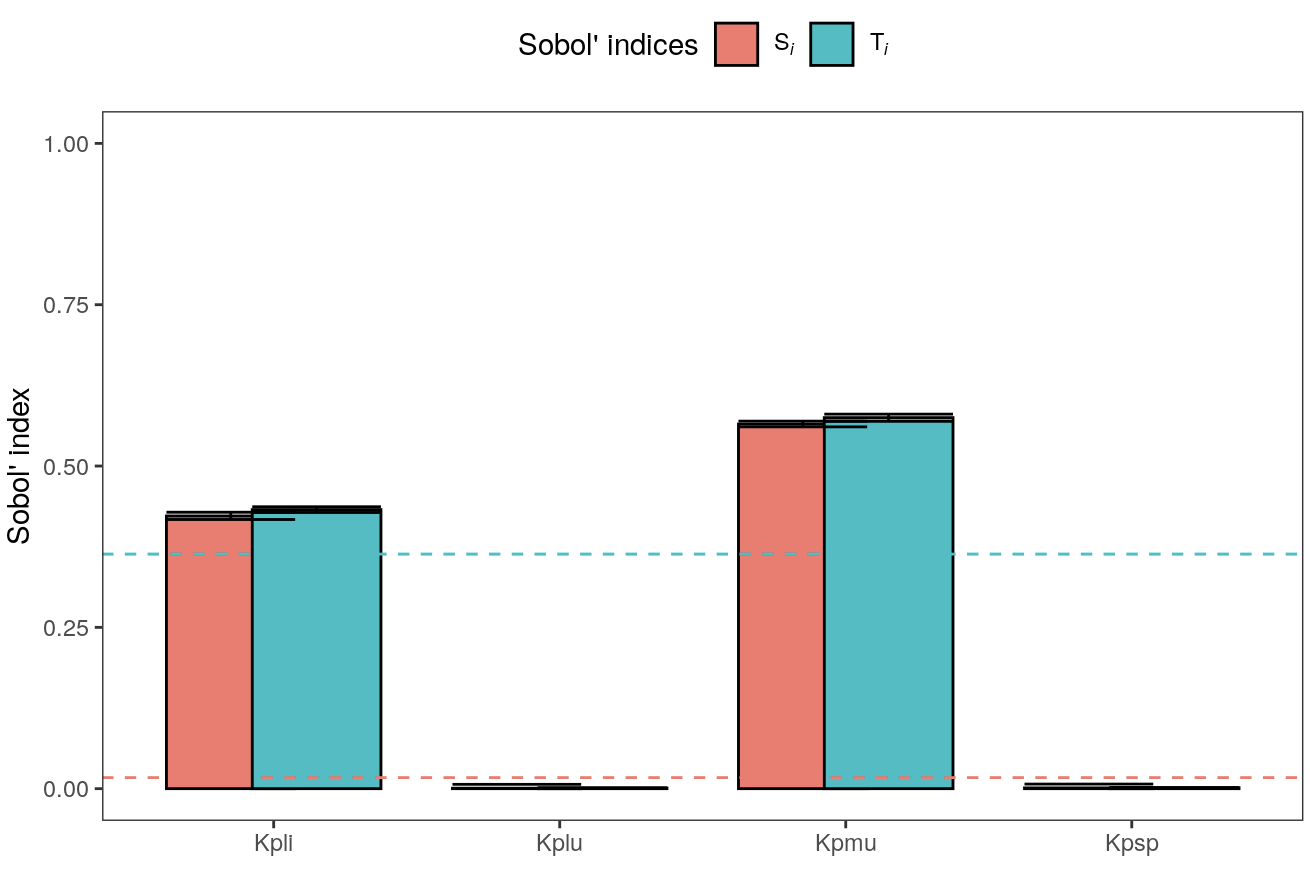 Sobol' indices Si Ti
1.00
0.75
0.50
0.25
0.00
Sobol' index
Kpli Kplu Kpmu Kpsp